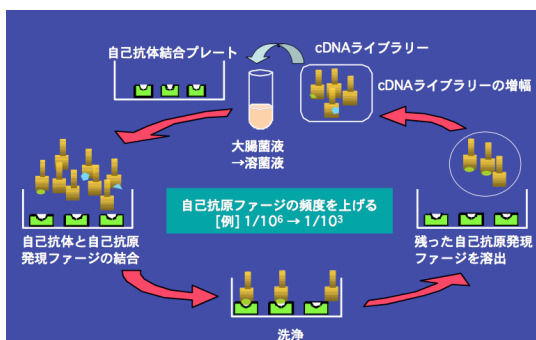 自己抗体結合プレート
cDNAライブラリー
cDNAライブラリーの増幅
大腸菌液
→溶菌液
自己抗原ファージの頻度を上げる
[例] 1/10⁶ → 1/10³
自己抗体と自己抗原
発現ファージの結合
残った自己抗原発現
ファージを溶出
洗浄